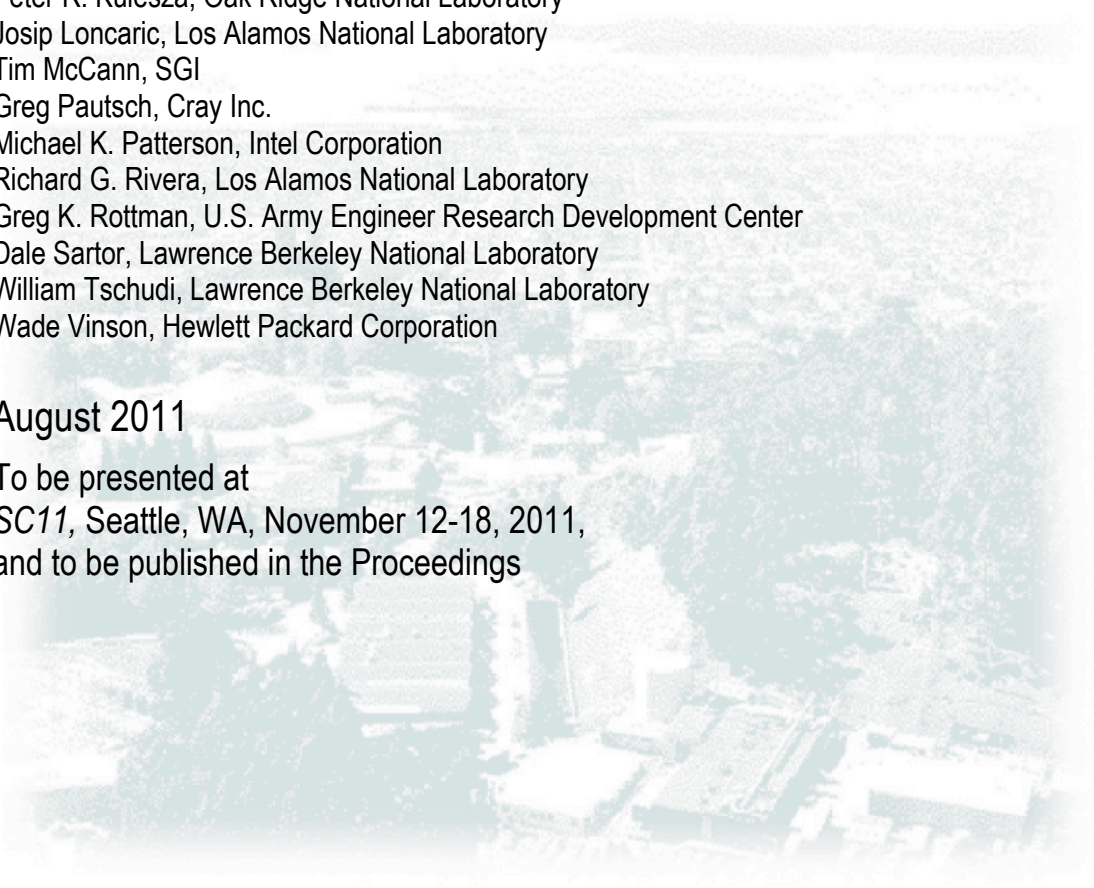 Peter R. Kulesza, Oak Ridge National Laboratory
Josip Loncaric, Los Alamos National Laboratory
Tim McCann, SGI
Greg Pautsch, Cray Inc.
Michael K. Patterson, Intel Corporation
Richard G. Rivera, Los Alamos National Laboratory
Greg K. Rottman, U.S. Army Engineer Research Development Center
Dale Sartor, Lawrence Berkeley National Laboratory
William Tschudi, Lawrence Berkeley National Laboratory
Wade Vinson, Hewlett Packard Corporation
August 2011
To be presented at
SC11, Seattle, WA, November 12-18, 2011,
and to be published in the Proceedings